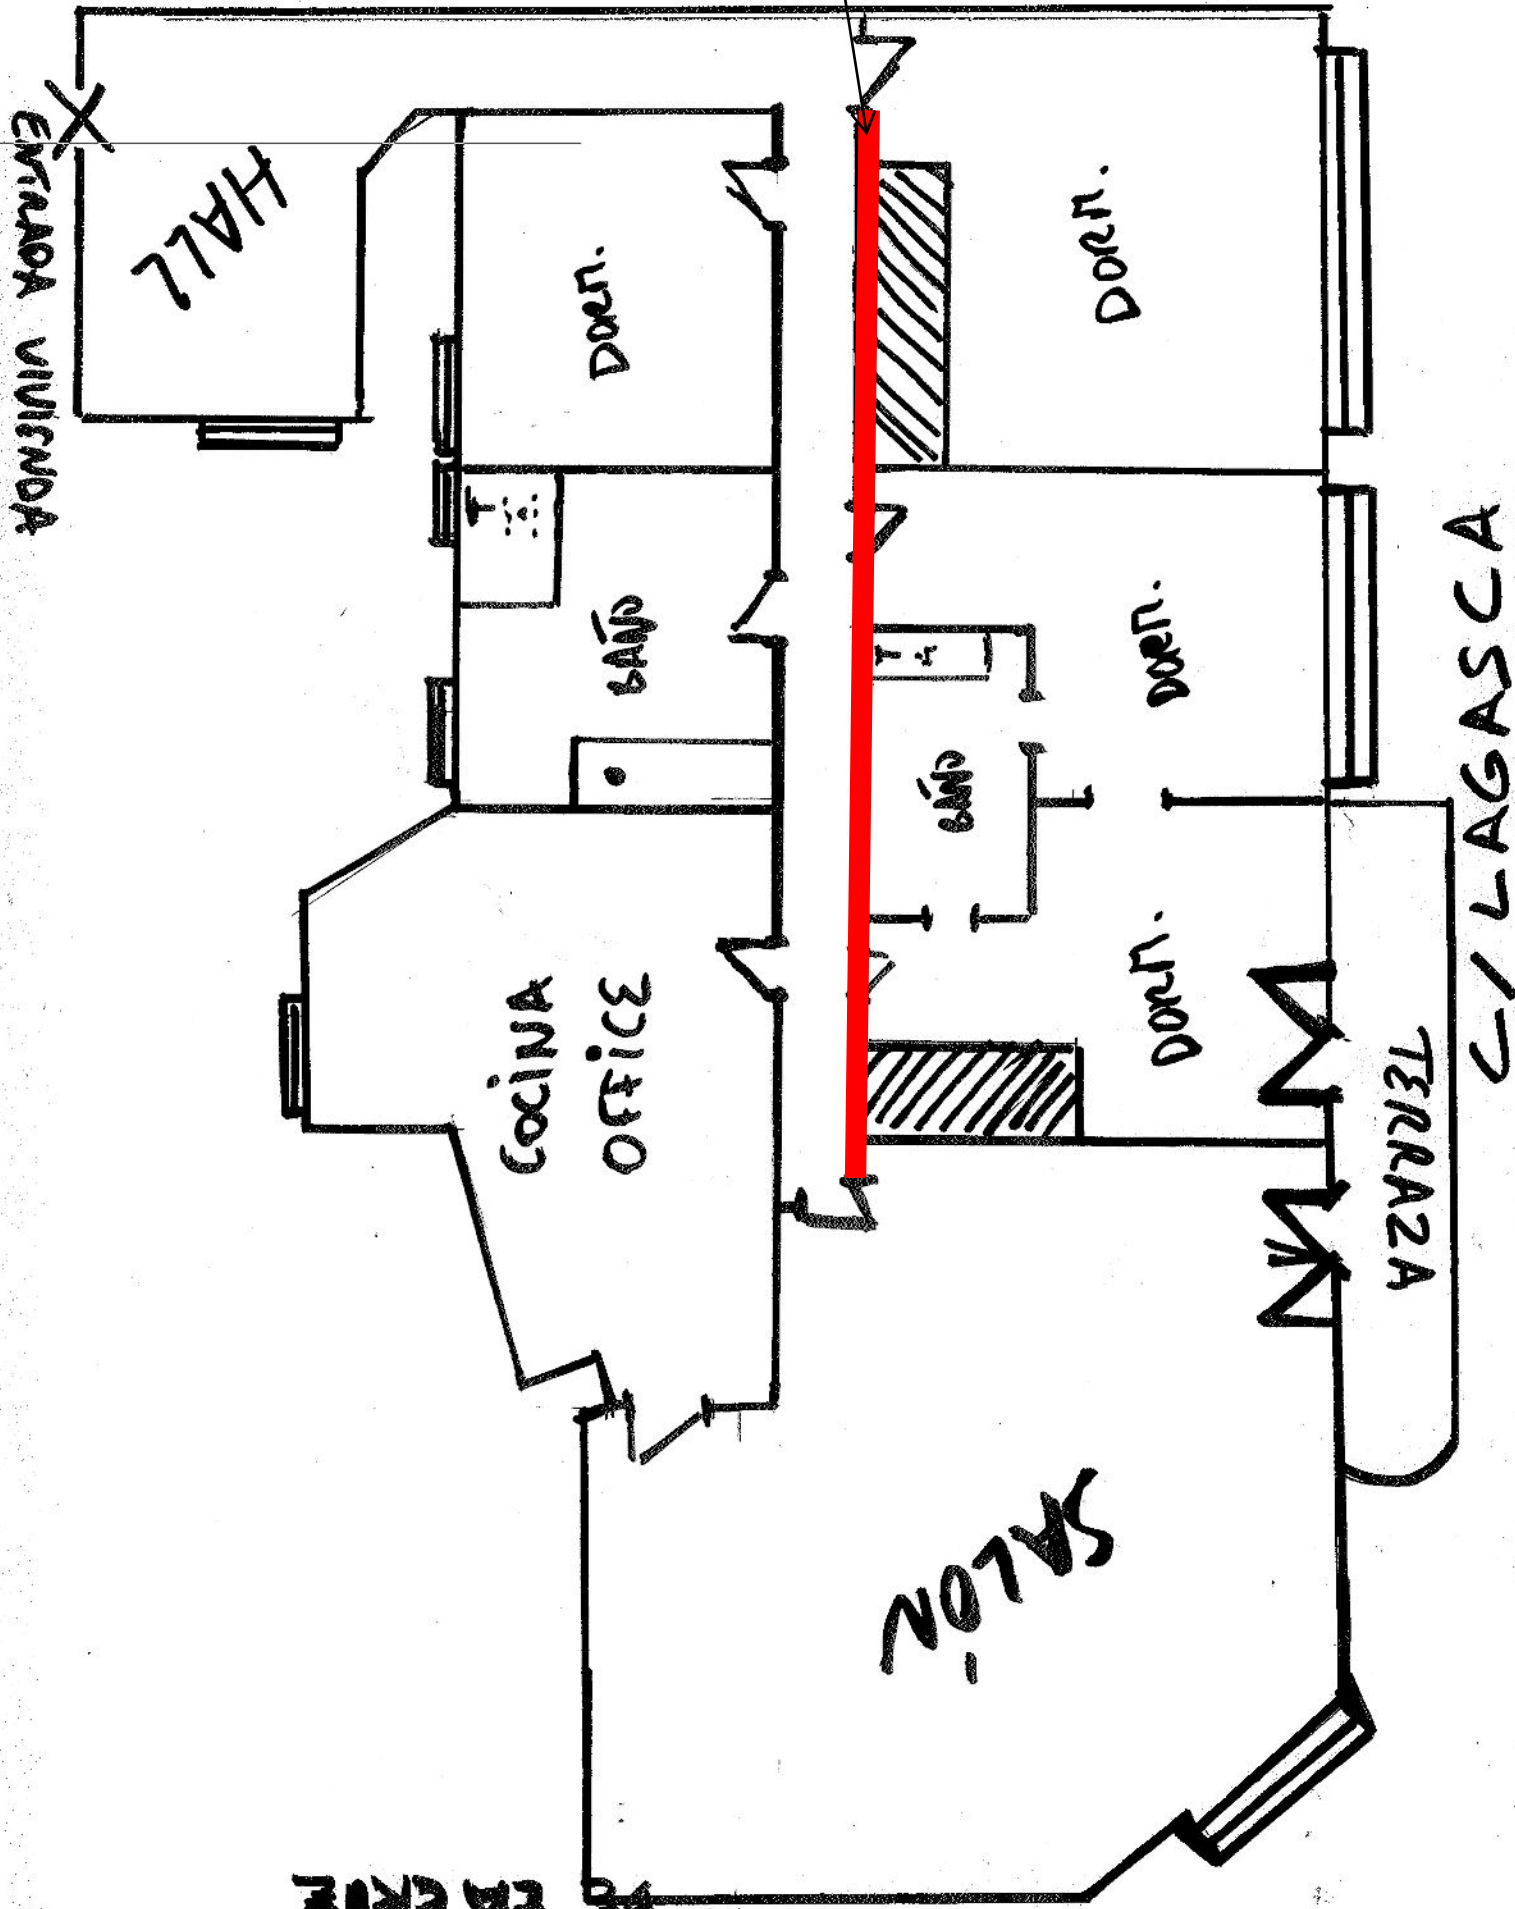 ENTRADA VIVIENDA
HALL
DORM.
DORM.
T
BAÑO
DORM.
BAÑO
DORM.
COCINA
OFFICE
TERRAZA
C/ LAGASCA
SALÓN